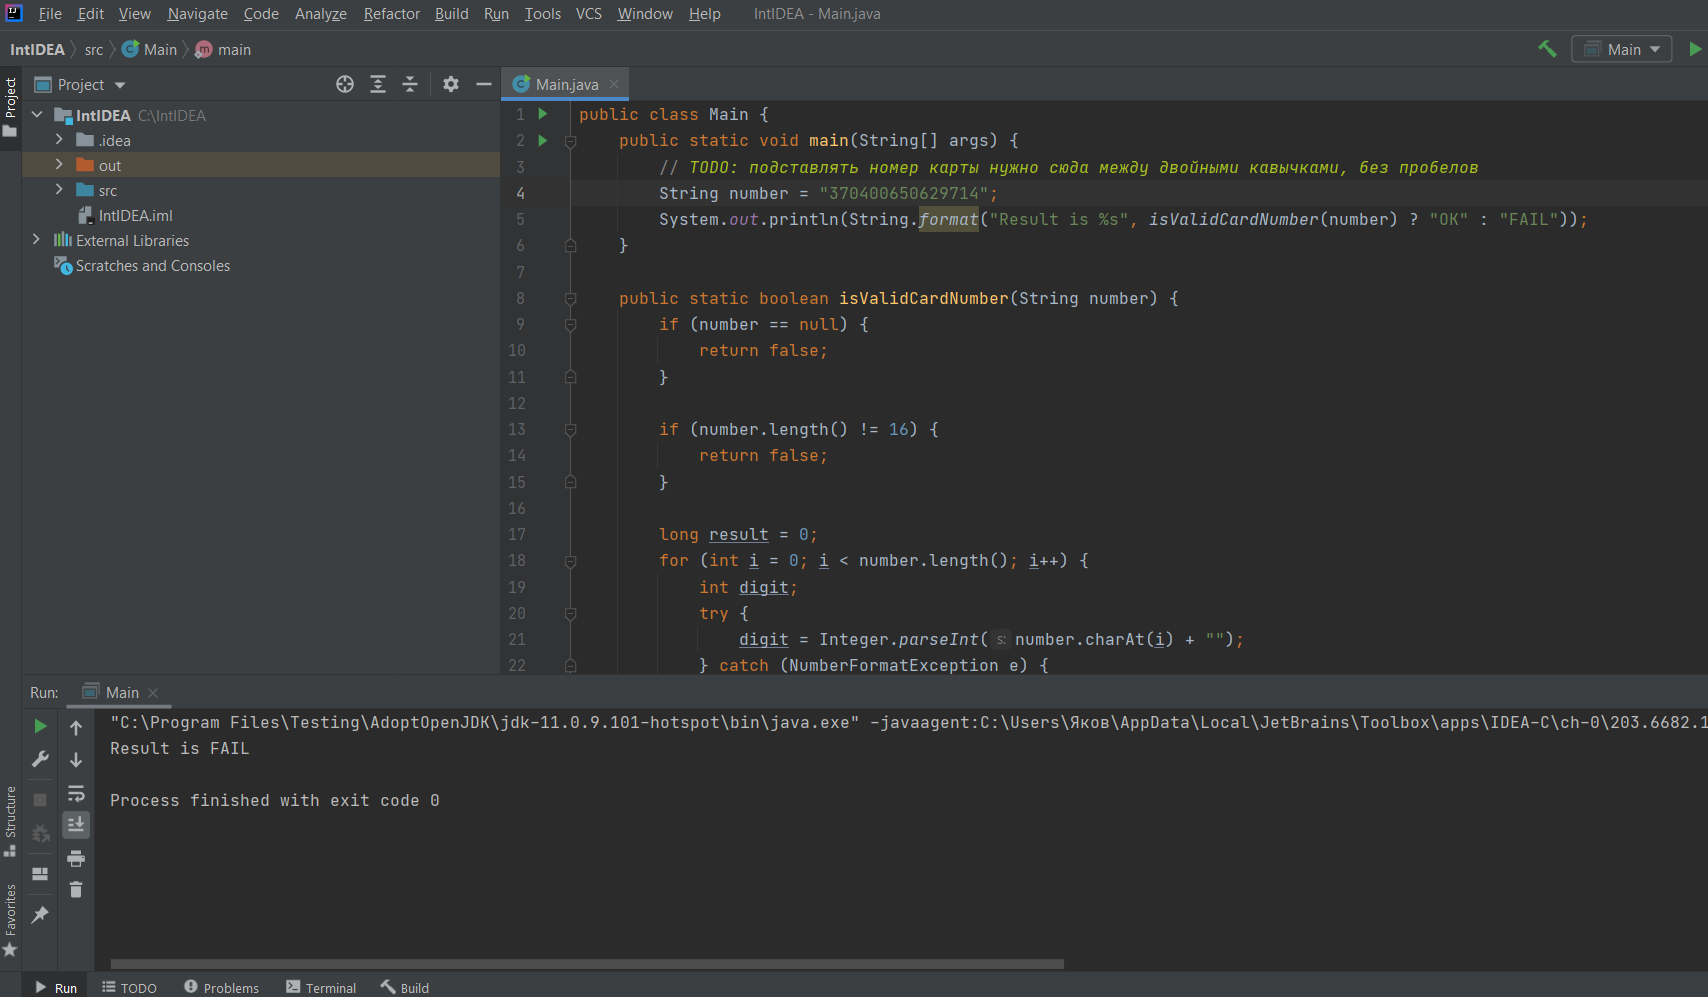 File Edit View Navigate Code Analyze Refactor Build Run Tools VCS Window Help IntIDEA - Main.java
IntIDEA src Main main
Main
Project
Project
Main.java
IntIDEA C:\IntIDEA
.idea
out
src
IntIDEA.iml
External Libraries
Scratches and Consoles
1 public class Main {
2 public static void main(String[] args) {
3 // TODO: подставлять номер карты нужно сюда между двойными кавычками, без пробелов
4 String number = "370400650629714";
5 System.out.println(String.format("Result is %s", isValidCardNumber(number) ? "OK" : "FAIL"));
6 }
7
8 public static boolean isValidCardNumber(String number) {
9 if (number == null) {
10 return false;
11 }
12
13 if (number.length() != 16) {
14 return false;
15 }
16
17 long result = 0;
18 for (int i = 0; i < number.length(); i++) {
19 int digit;
20 try {
21 digit = Integer.parseInt( s: number.charAt(i) + "");
22 } catch (NumberFormatException e) {
Run: Main
"C:\Program Files\Testing\AdoptOpenJDK\jdk-11.0.9.101-hotspot\bin\java.exe" -javaagent:C:\Users\Яков\AppData\Local\JetBrains\Toolbox\apps\IDEA-C\ch-0\203.6682.1
Result is FAIL
Process finished with exit code 0
Structure
Favorites
Run TODO Problems Terminal Build